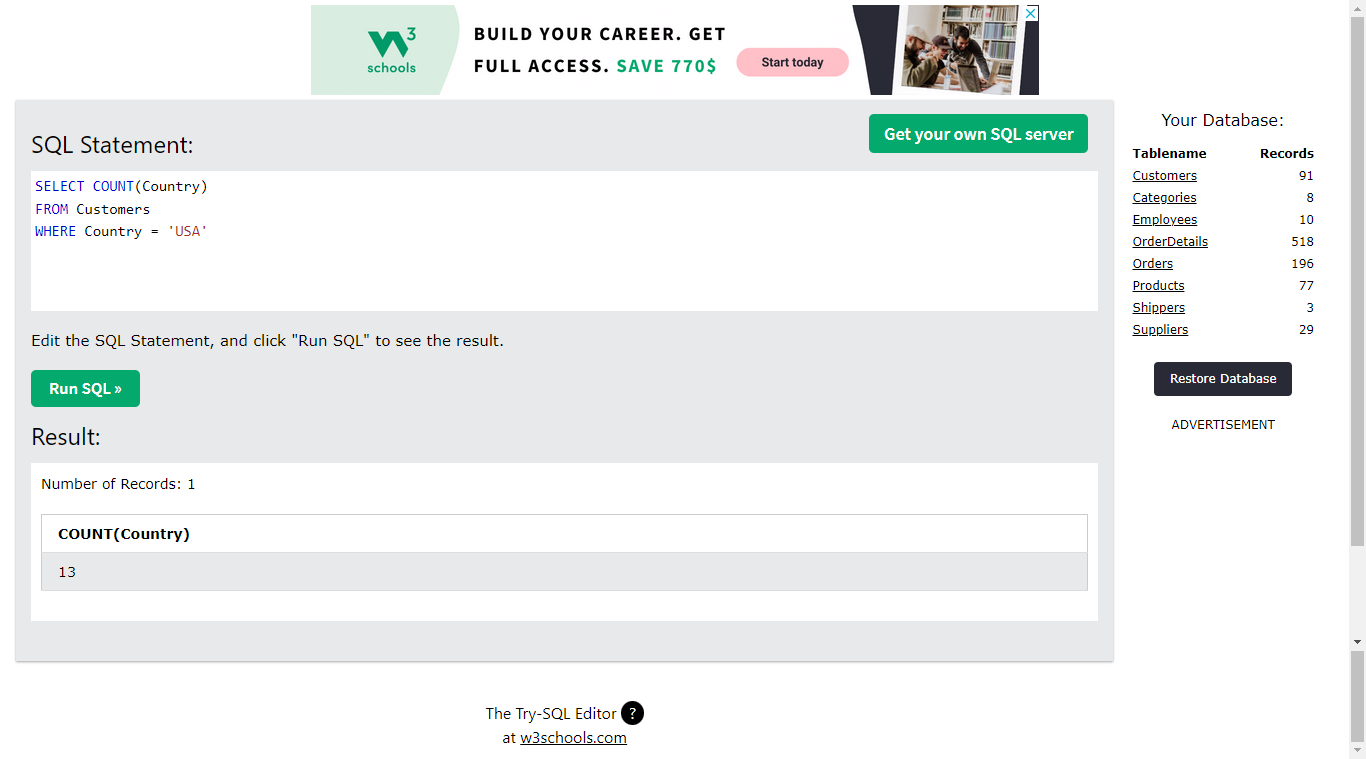 3
schools
BUILD YOUR CAREER. GET
FULL ACCESS. SAVE 770$
Start today
SQL Statement:
Get your own SQL server
SELECT COUNT(Country)
FROM Customers
WHERE Country = 'USA'
Edit the SQL Statement, and click "Run SQL" to see the result.
Run SQL »
Result:
Number of Records: 1
COUNT(Country)
13
Your Database:
Tablename Records
Customers 91
Categories 8
Employees 10
OrderDetails 518
Orders 196
Products 77
Shippers 3
Suppliers 29
Restore Database
ADVERTISEMENT
The Try-SQL Editor ?
at w3schools.com